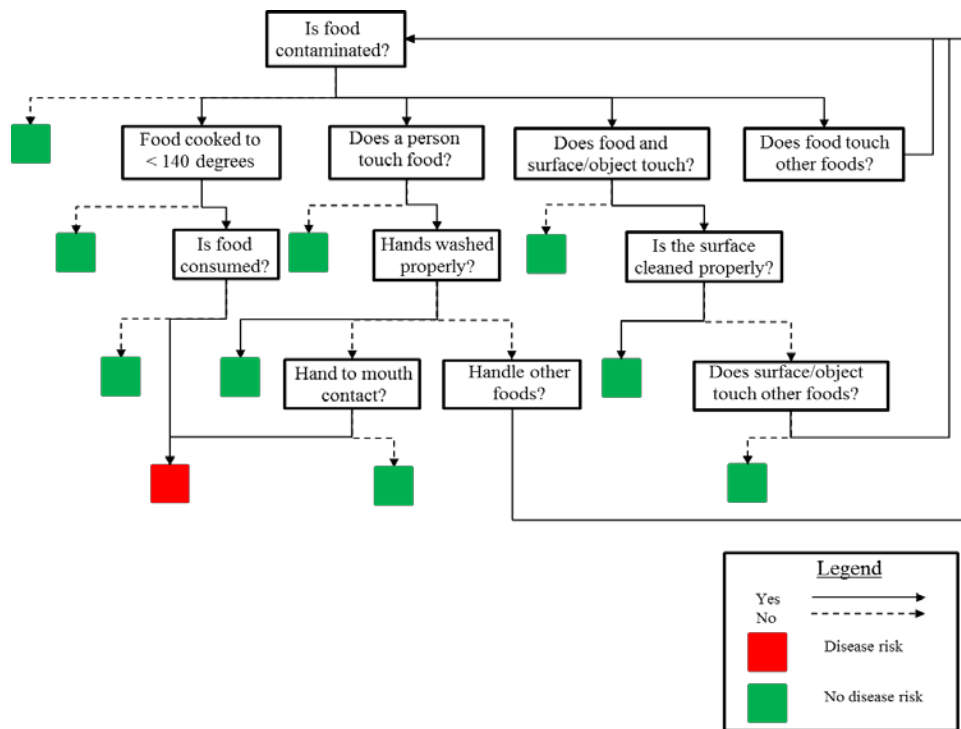 Is food
contaminated?
Food cooked to
< 140 degrees
Does a person
touch food?
Does food and
surface/object touch?
Does food touch
other foods?
Is food
consumed?
Hands washed
properly?
Is the surface
cleaned properly?
Hand to mouth
contact?
Handle other
foods?
Does surface/object
touch other foods?
Legend
Yes
No
Disease risk
No disease risk